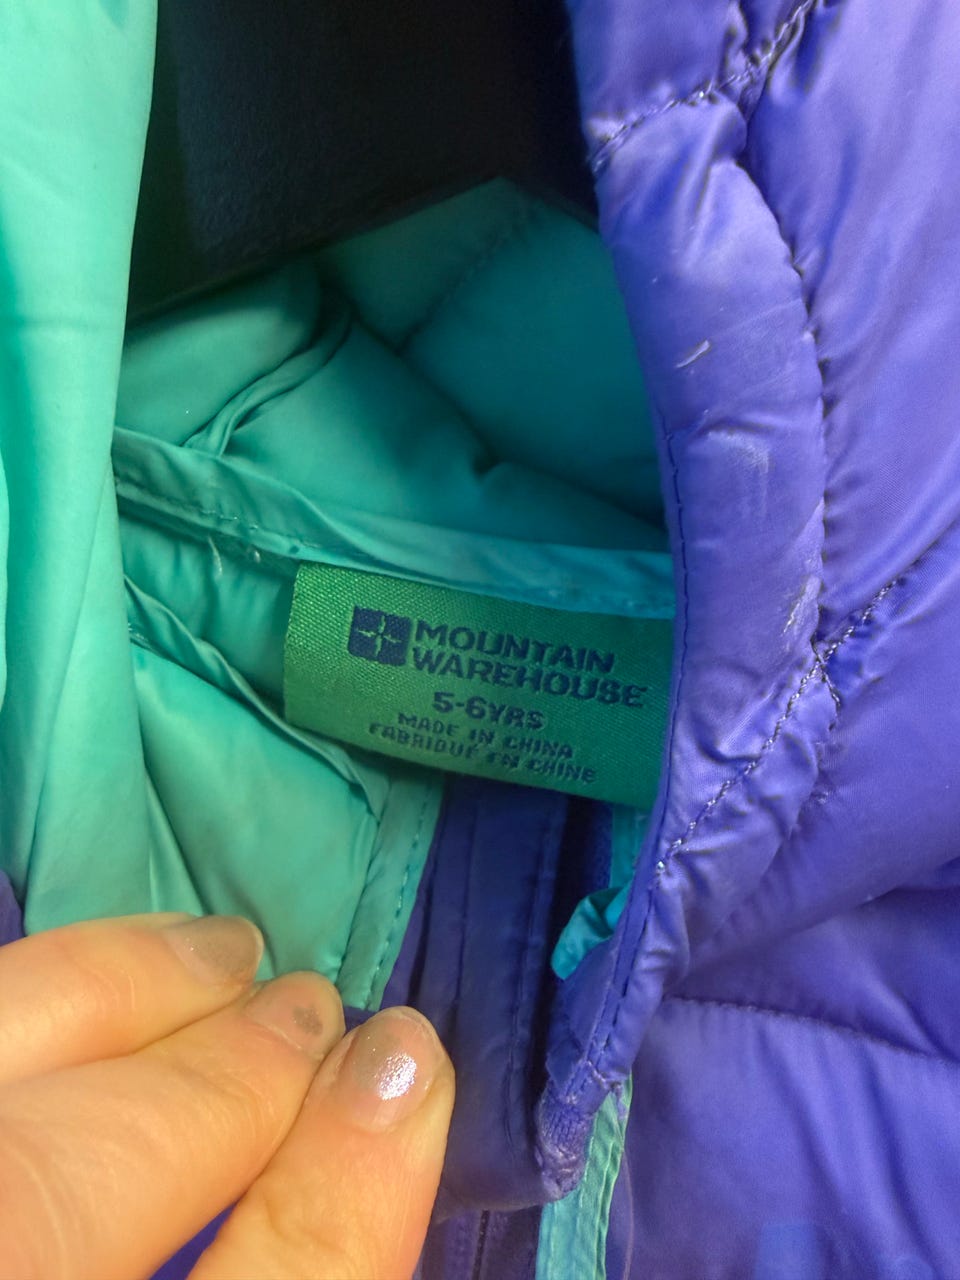 MOUNTAIN
WAREHOUSE
5-6YRS
MADE IN CHINA
FABRIQUE EN CHINE